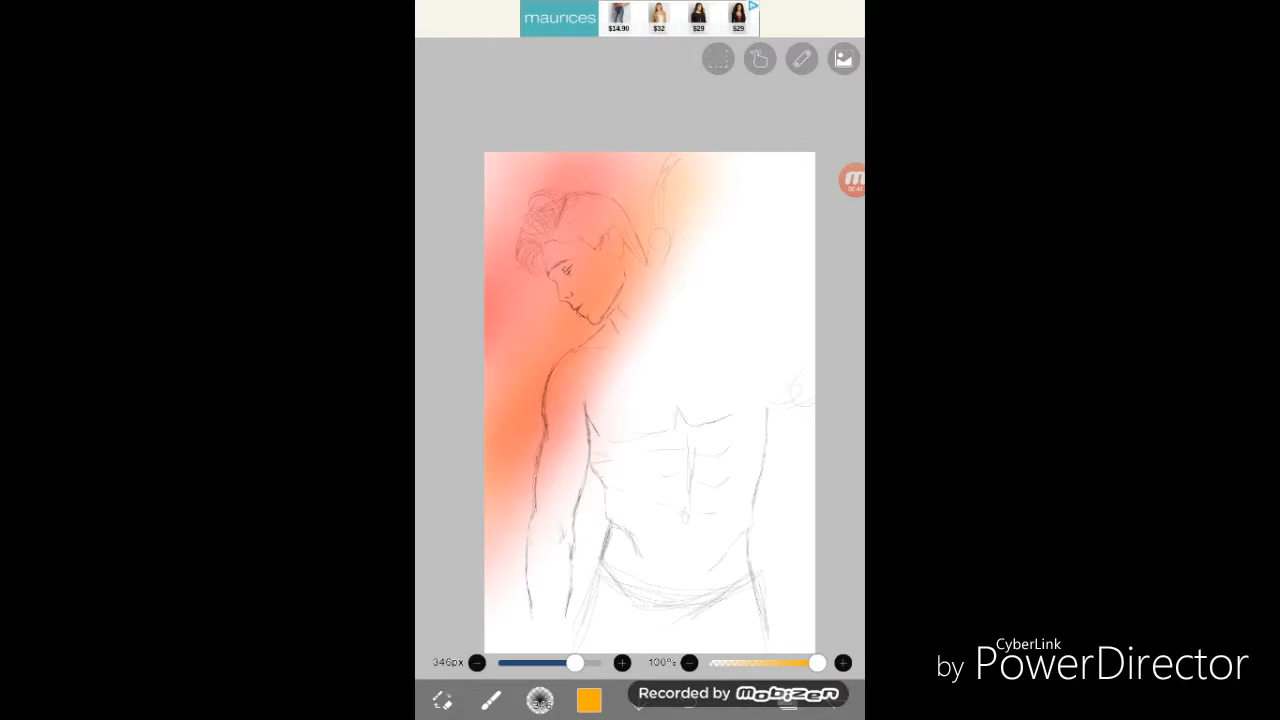 maurices
$14.90 $32 $29 $29
346px
100%
Recorded by MOBIZEN
CyberLink
by PowerDirector